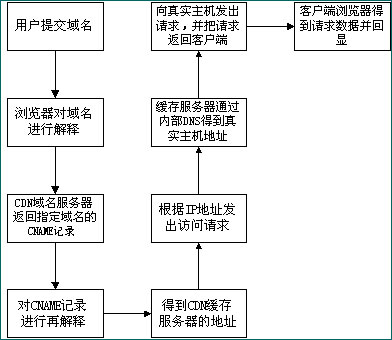 用户提交域名
浏览器对域名
进行解释
CDN域名服务器
返回指定域名的
CNAME记录
对CNAME记录
进行再解释
得到CDN缓存
服务器的地址
根据IP地址发
出访问请求
缓存服务器通过
内部DNS得到真
实主机地址
向真实主机发出
请求，并把请求
返回客户端
客户端浏览器得
到请求数据并回
显